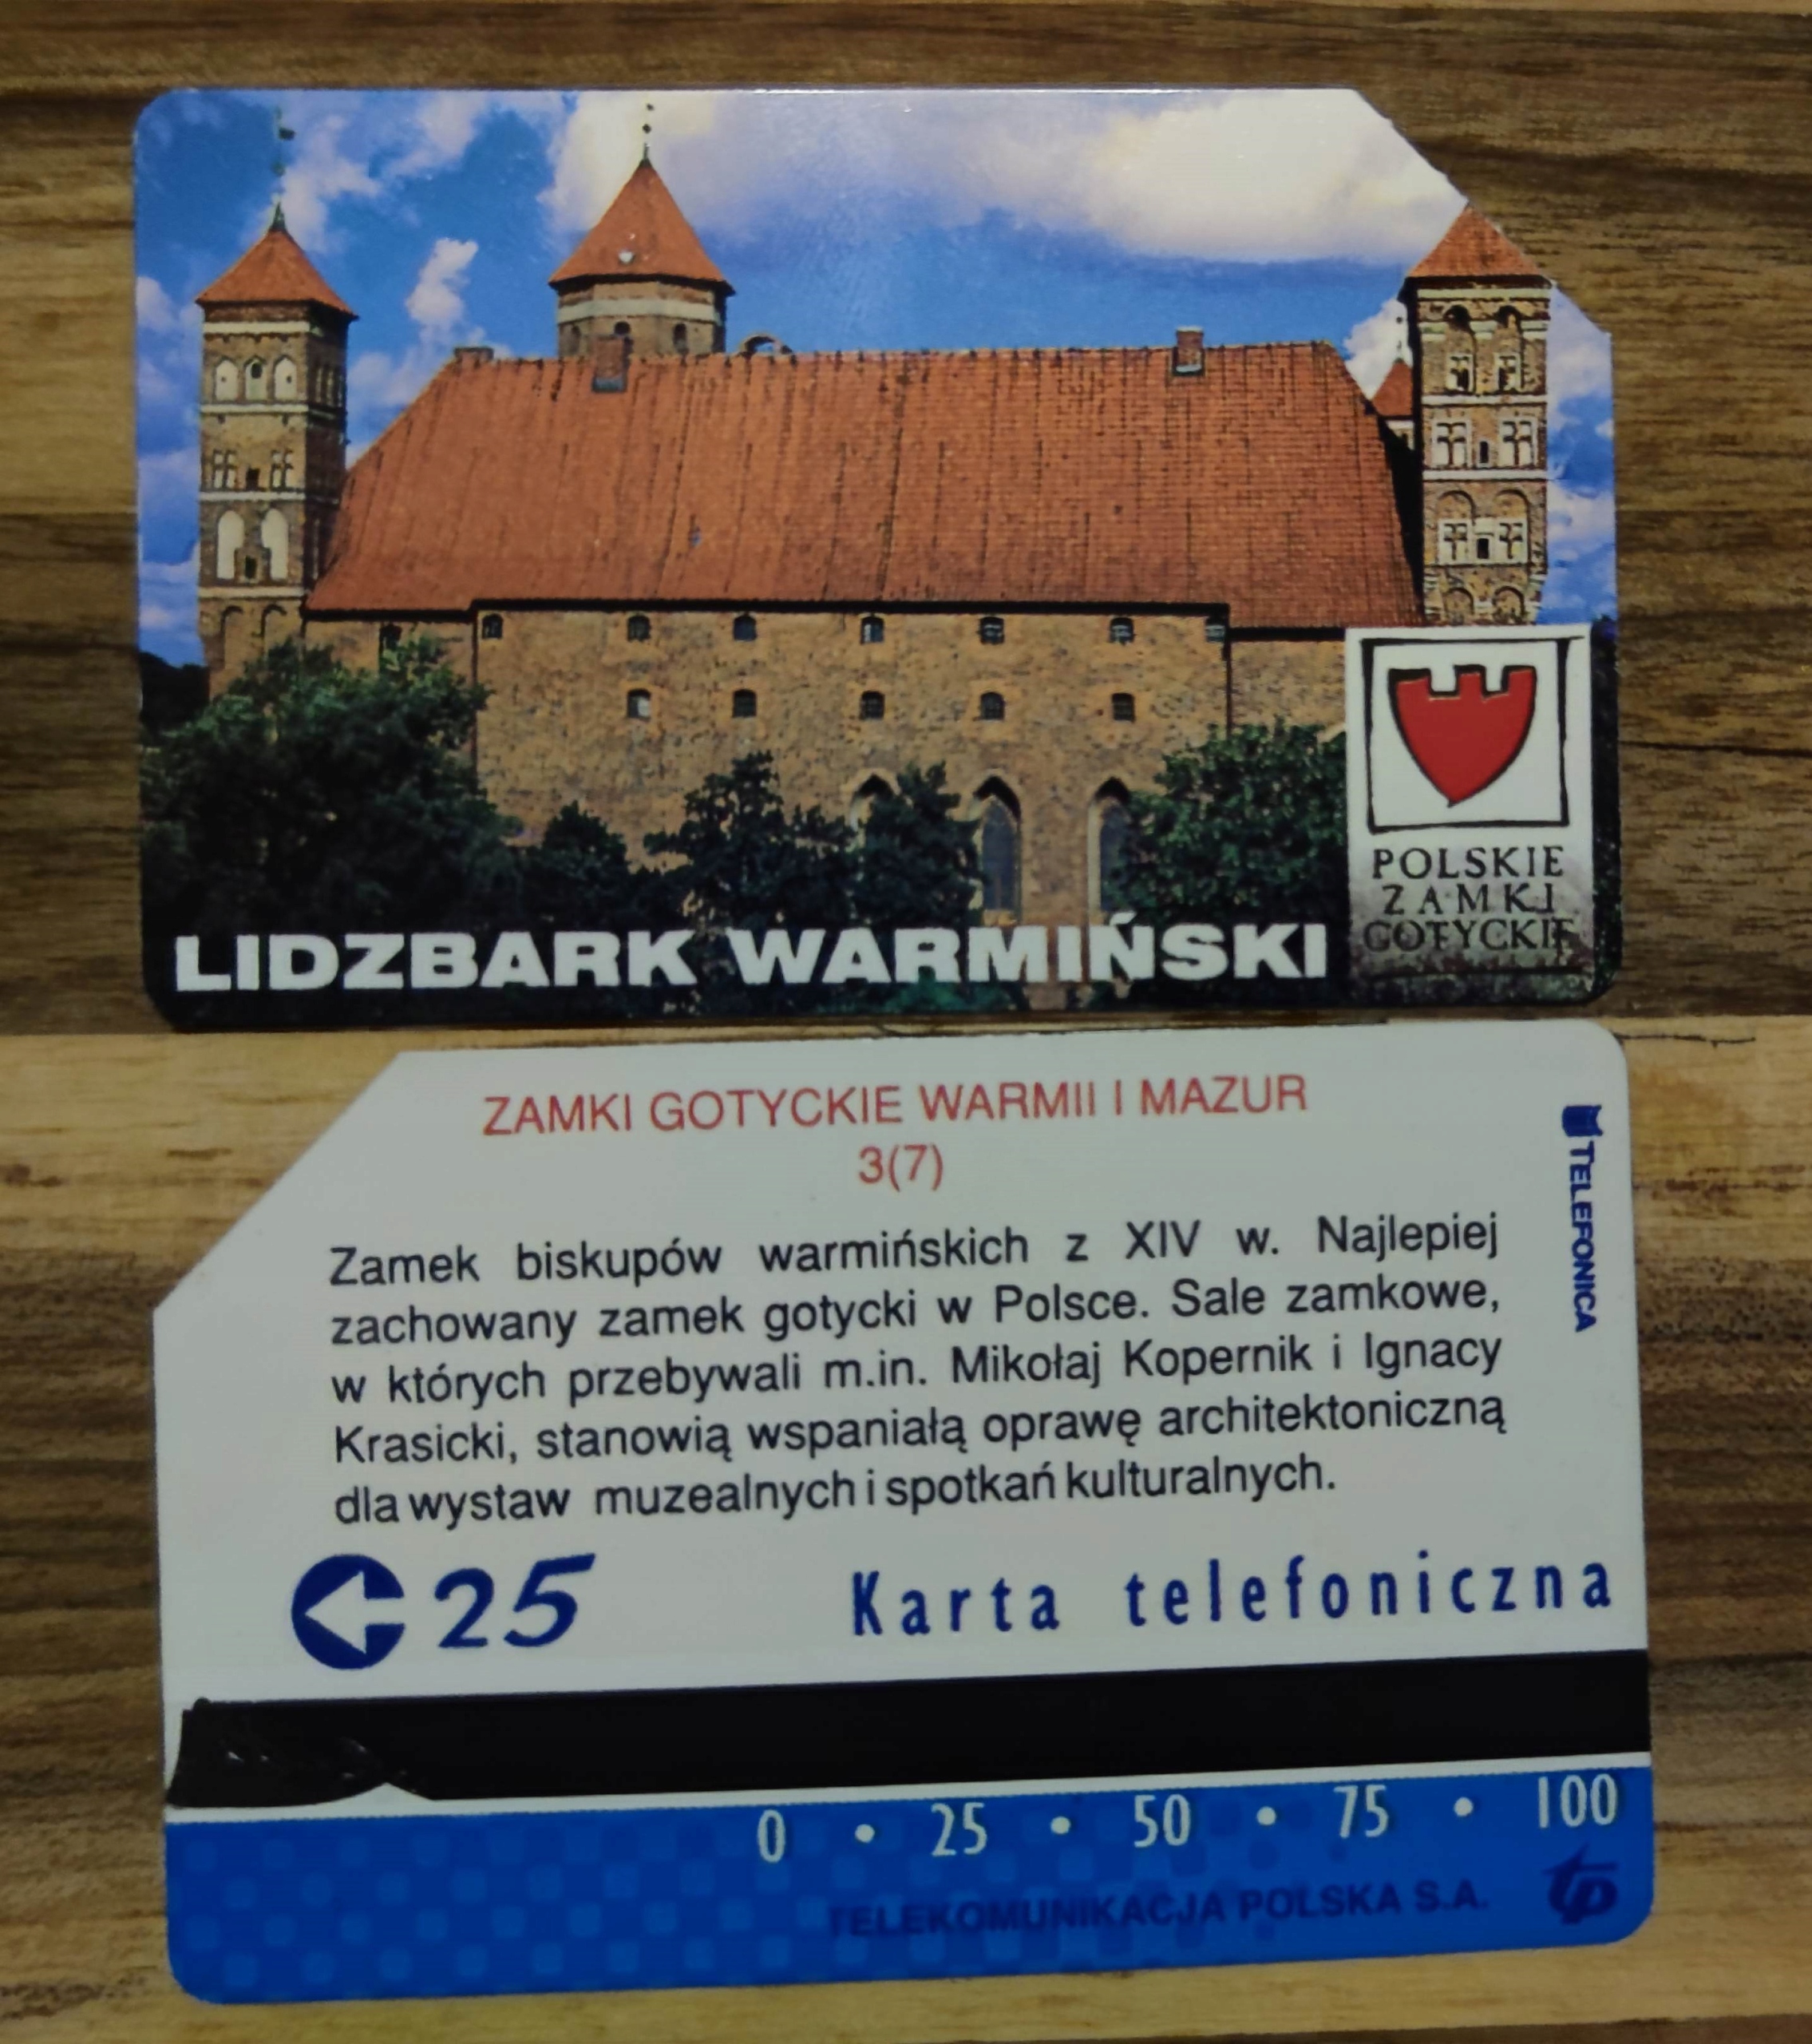 LIDZBARK WARMIŃSKI
POLSKIE
ZAMKI
GOTYCKIE
ZAMKI GOTYCKIE WARMII I MAZUR
3(7)
TELEFONICA
Zamek biskupów warmińskich z XIV w. Najlepiej
zachowany zamek gotycki w Polsce. Sale zamkowe,
w których przebywali m.in. Mikołaj Kopernik i Ignacy
Krasicki, stanowią wspaniałą oprawę architektoniczną
dla wystaw muzealnych i spotkań kulturalnych.
25 Karta telefoniczna
0 • 25 • 50 • 75 • 100
TELEKOMUNIKACJA POLSKA S.A. tp